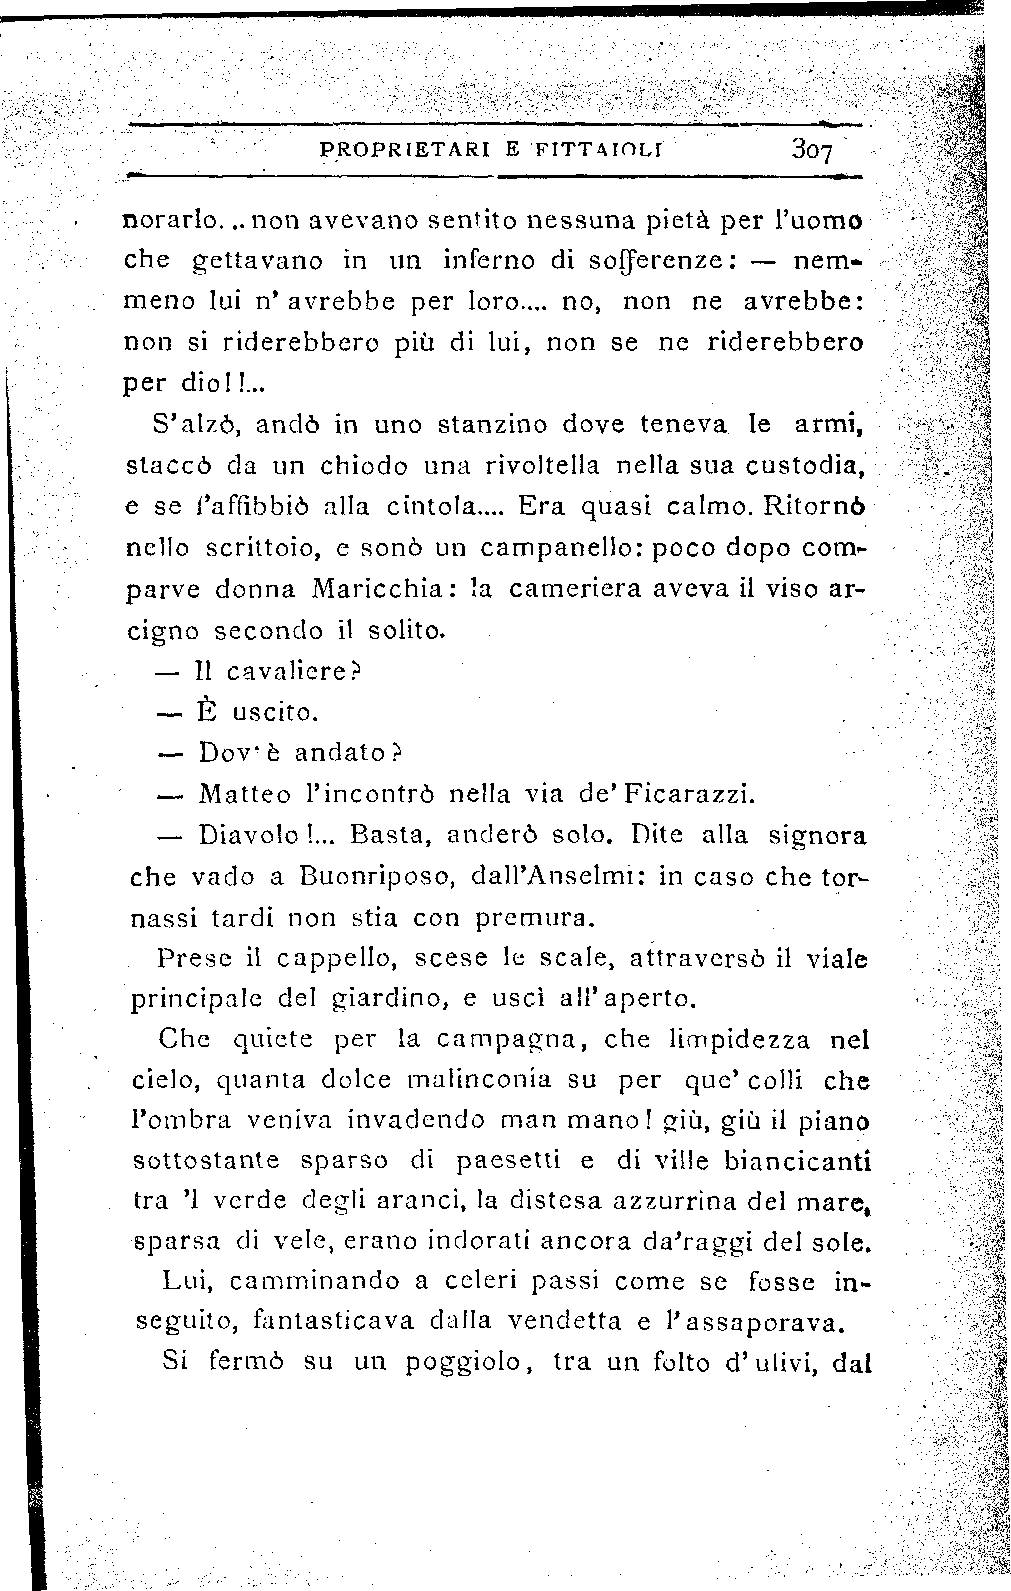 PROPRIETARI E FITTAIOLI 307
norarlo... non avevano sentito nessuna pietà per l'uomo
che gettavano in un inferno di sofferenze: — nem-
meno lui n' avrebbe per loro.... no, non ne avrebbe:
non si riderebbero più di lui, non se ne riderebbero
per dio!!...
S'alzò, andò in uno stanzino dove teneva le armi,
staccò da un chiodo una rivoltella nella sua custodia,
e se l'affibbiò alla cintola.... Era quasi calmo. Ritornò
nello scrittoio, e sonò un campanello: poco dopo com-
parve donna Maricchia: la cameriera aveva il viso ar-
cigno secondo il solito.
— Il cavaliere?
— È uscito.
— Dov'è andato?
— Matteo l'incontrò nella via de' Ficarazzi.
— Diavolo!... Basta, anderò solo. Dite alla signora
che vado a Buonriposo, dall'Anselmi: in caso che tor-
nassi tardi non stia con premura.
Prese il cappello, scese le scale, attraversò il viale
principale del giardino, e uscì all'aperto.
Che quiete per la campagna, che limpidezza nel
cielo, quanta dolce malinconia su per que' colli che
l'ombra veniva invadendo man mano! giù, giù il piano
sottostante sparso di paesetti e di ville biancicanti
tra 'l verde degli aranci, la distesa azzurrina del mare,
sparsa di vele, erano indorati ancora da'raggi del sole.
Lui, camminando a celeri passi come se fosse in-
seguito, fantasticava dalla vendetta e l'assaporava.
Si fermò su un poggiolo, tra un folto d' ulivi, dal